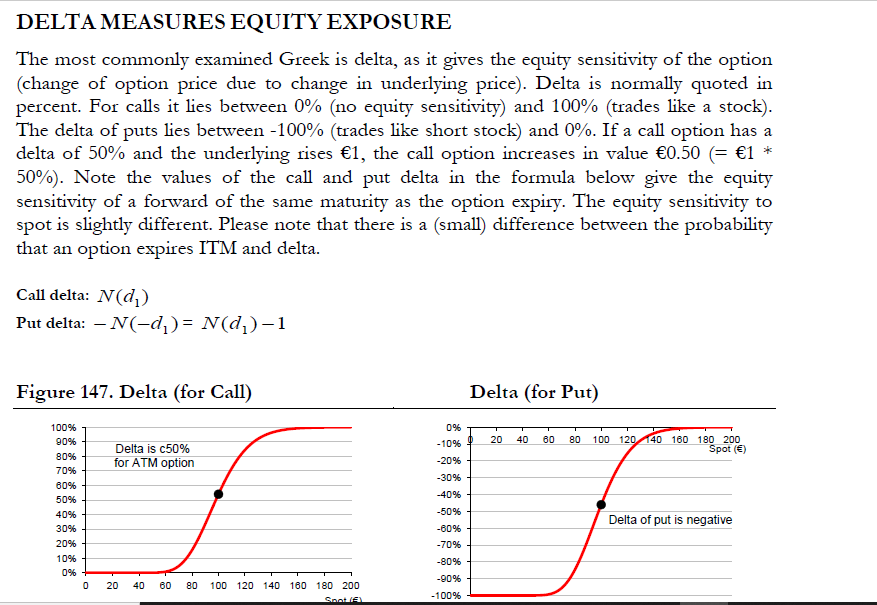 DELTA MEASURES EQUITY EXPOSURE
The most commonly examined Greek is delta, as it gives the equity sensitivity of the option
(change of option price due to change in underlying price). Delta is normally quoted in
percent. For calls it lies between 0% (no equity sensitivity) and 100% (trades like a stock).
The delta of puts lies between -100% (trades like short stock) and 0%. If a call option has a
delta of 50% and the underlying rises €1, the call option increases in value €0.50 (= €1 *
50%). Note the values of the call and put delta in the formula below give the equity
sensitivity of a forward of the same maturity as the option expiry. The equity sensitivity to
spot is slightly different. Please note that there is a (small) difference between the probability
that an option expires ITM and delta.
Call delta: N(d₁)
Put delta: – N(–d₁) = N(d₁) – 1
Figure 147. Delta (for Call)
100%
90%
80%
70%
60%
50%
40%
30%
20%
10%
0%
Delta is c50%
for ATM option
0 20 40 60 80 100 120 140 160 180 200
Spot (€)
Delta (for Put)
0%
-10%
-20%
-30%
-40%
-50%
-60%
-70%
-80%
-90%
-100%
0 20 40 60 80 100 120 140 160 180 200
Spot (€)
Delta of put is negative